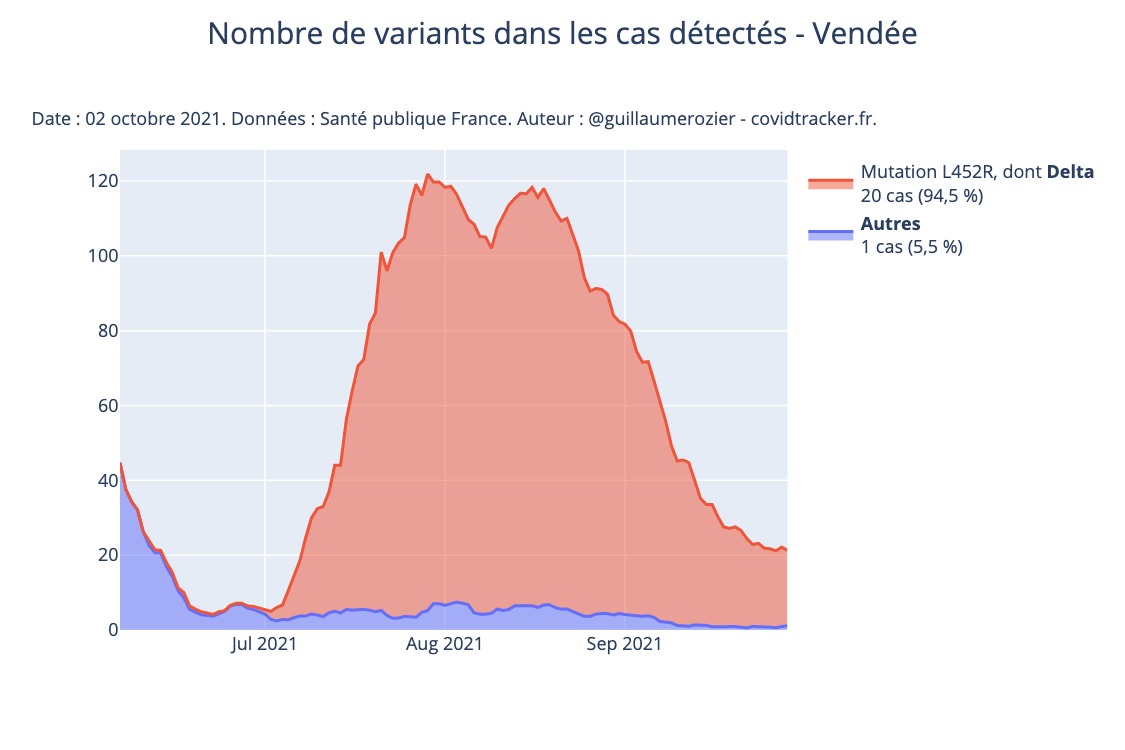 Nombre de variants dans les cas détectés - Vendée
Date : 02 octobre 2021. Données : Santé publique France. Auteur : @guillaumerozier - covidtracker.fr.
Mutation L452R, dont Delta
20 cas (94,5 %)
Autres
1 cas (5,5 %)
120
100
80
60
40
20
0
Jul 2021
Aug 2021
Sep 2021